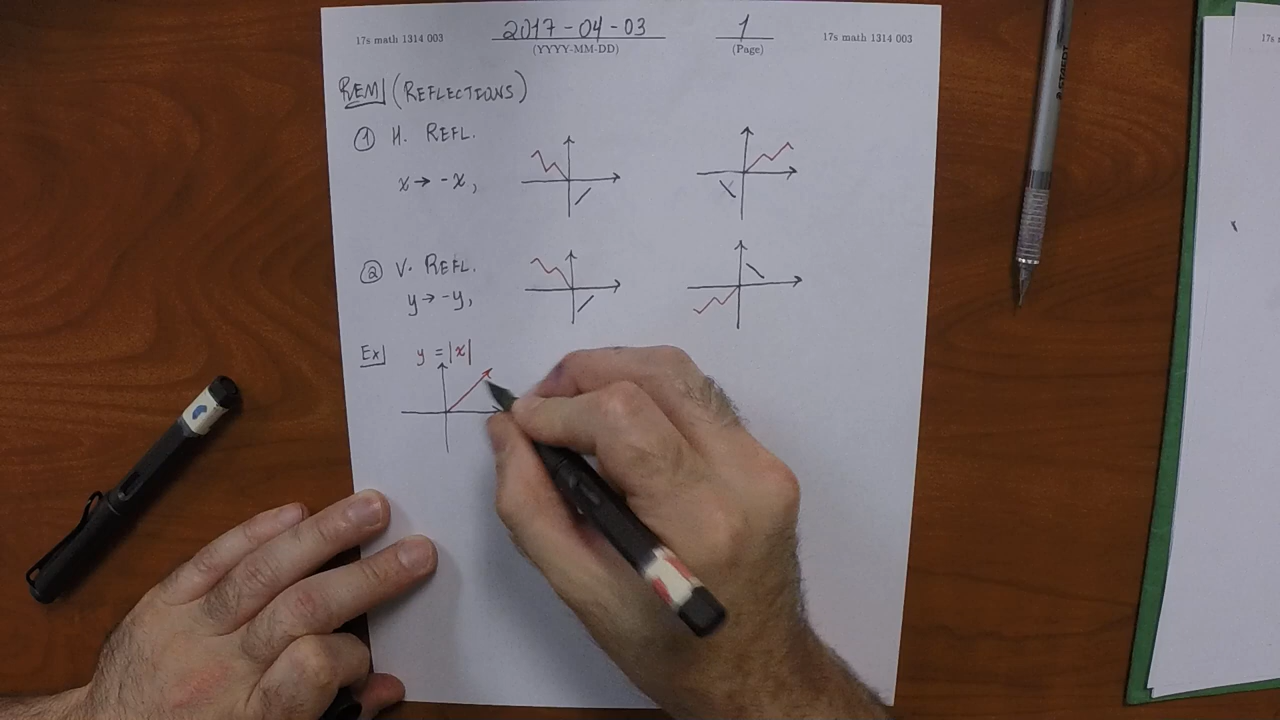 17s math 1314 003 2017-04-03 1 17s math 1314 003
(YYYY-MM-DD) (Page)
REM (REFLECTIONS)
① H. REFL.
x → -x,
② V. REFL.
y → -y,
Ex y = |x|